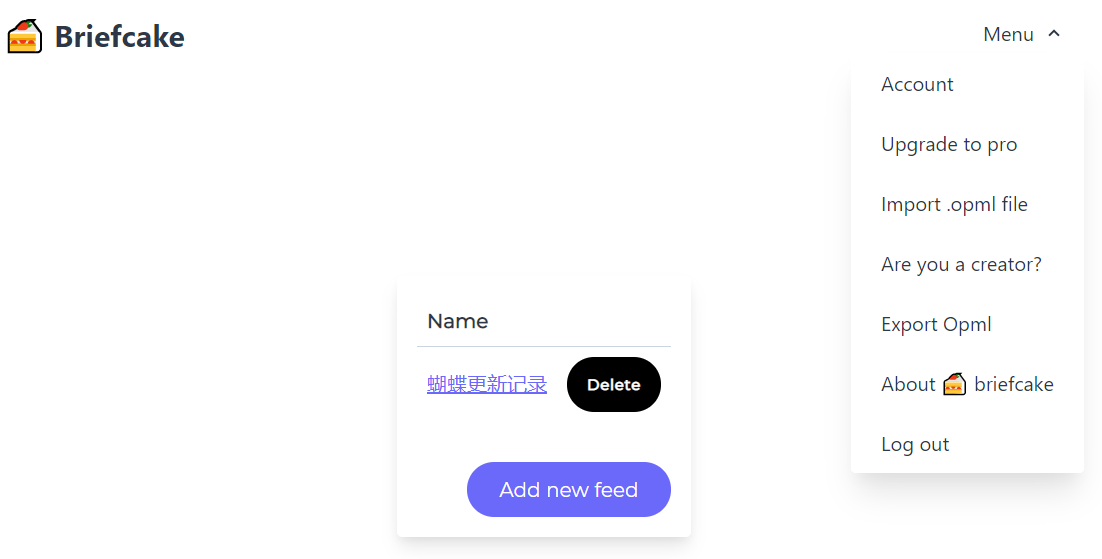 Briefcake
Menu
Account
Upgrade to pro
Import .opml file
Are you a creator?
Export Opml
About briefcake
Log out
Name
蝴蝶更新记录
Delete
Add new feed